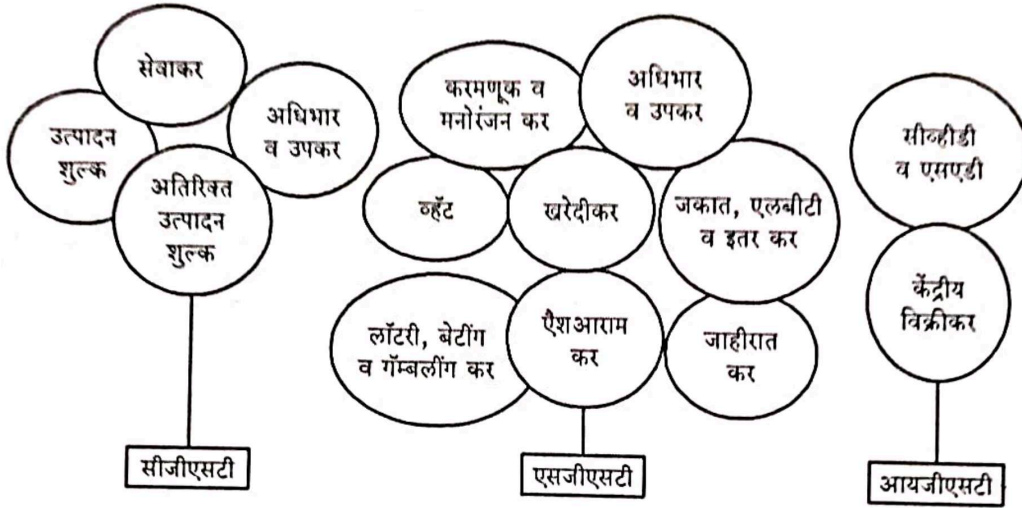 सेवाकर
उत्पादन
शुल्क
अधिभार
व उपकर
अतिरिक्त
उत्पादन
शुल्क
सीजीएसटी
करमणूक व
मनोरंजन कर
अधिभार
व उपकर
व्हॅट
खरेदीकर
जकात, एलबीटी
व इतर कर
लॉटरी, बेटींग
व गॅम्बलींग कर
ऐशआराम
कर
जाहीरात
कर
एसजीएसटी
सीव्हीडी
व एसएडी
केंद्रीय
विक्रीकर
आयजीएसटी